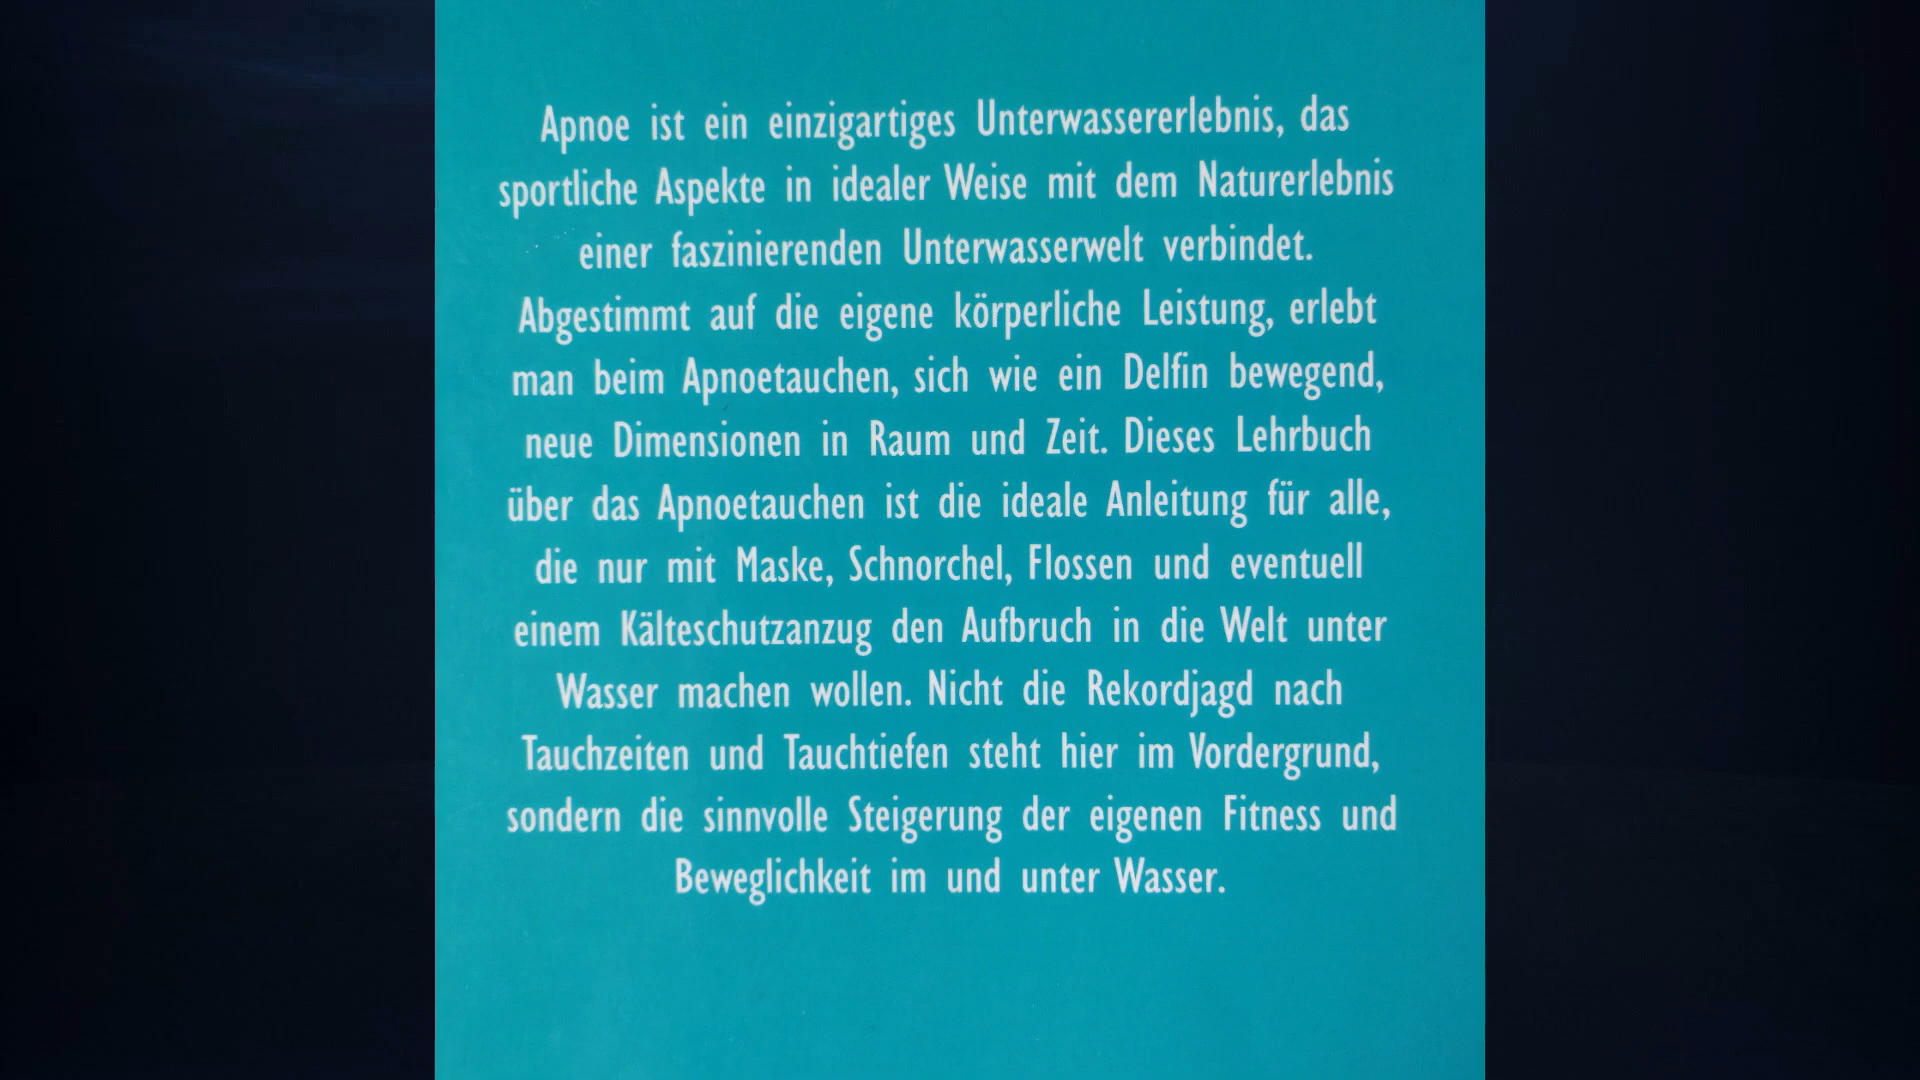 Apnoe ist ein einzigartiges Unterwassererlebnis, das
sportliche Aspekte in idealer Weise mit dem Naturerlebnis
einer faszinierenden Unterwasserwelt verbindet.
Abgestimmt auf die eigene körperliche Leistung, erlebt
man beim Apnoetauchen, sich wie ein Delfin bewegend,
neue Dimensionen in Raum und Zeit. Dieses Lehrbuch
über das Apnoetauchen ist die ideale Anleitung für alle,
die nur mit Maske, Schnorchel, Flossen und eventuell
einem Kälteschutzanzug den Aufbruch in die Welt unter
Wasser machen wollen. Nicht die Rekordjagd nach
Tauchzeiten und Tauchtiefen steht hier im Vordergrund,
sondern die sinnvolle Steigerung der eigenen Fitness und
Beweglichkeit im und unter Wasser.